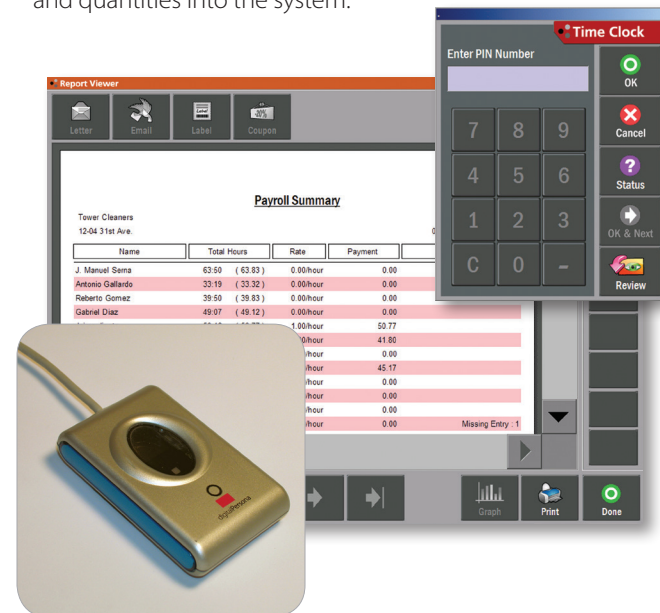 and quantities into the system.
Time Clock
Enter PIN Number
7 8 9
4 5 6
1 2 3
C 0 -
OK
Cancel
Status
OK & Next
Review
Report Viewer
Letter Email Label Coupon
Payroll Summary
Tower Cleaners
12-04 31st Ave.
Name Total Hours Rate Payment
J. Manuel Serna 63:50 ( 63.83 ) 0.00/hour 0.00
Antonio Gallardo 33:19 ( 33.32 ) 0.00/hour 0.00
Reberto Gomez 39:50 ( 39.83 ) 0.00/hour 0.00
Gabriel Diaz 49:07 ( 49.12 ) 0.00/hour 0.00
1.00/hour 50.77
/hour 41.80
/hour 0.00
/hour 45.17
/hour 0.00
/hour 0.00
/hour 0.00
/hour 0.00 Missing Entry : 1
Graph Print Done
digitalPersona